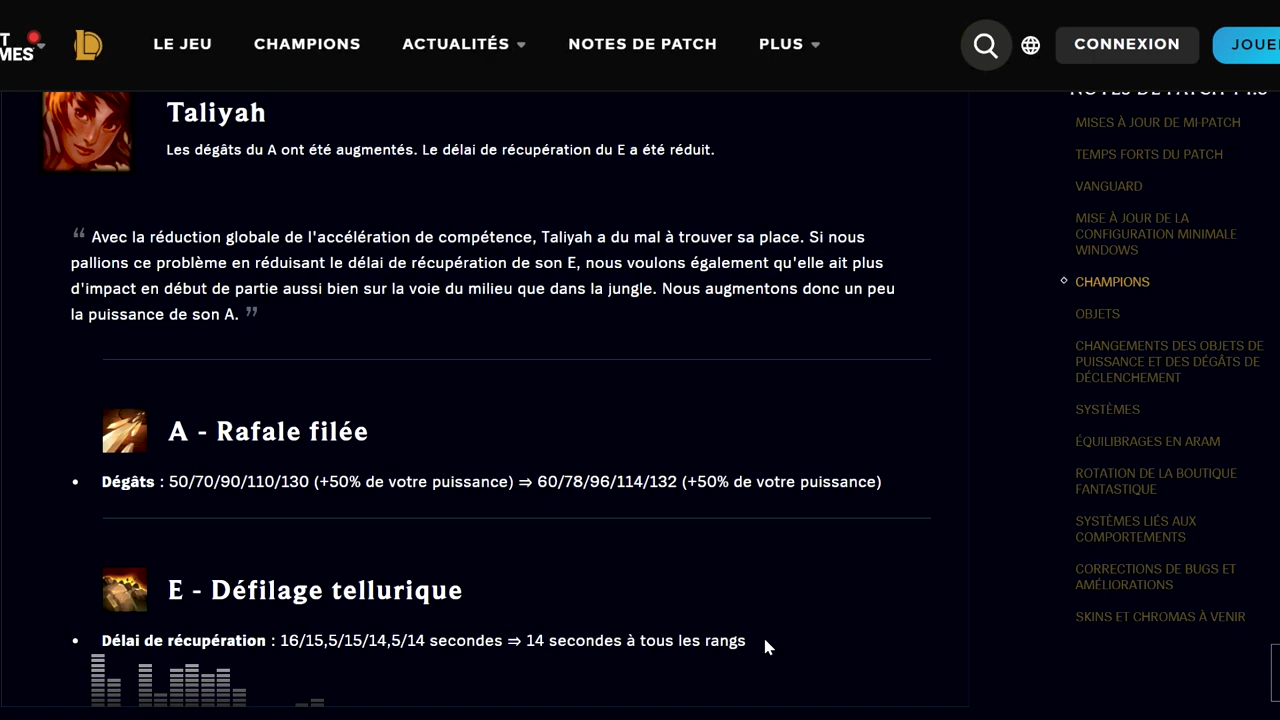 T
MES
LE JEU
CHAMPIONS
ACTUALITÉS
NOTES DE PATCH
PLUS
CONNEXION
JOUE
Taliyah
Les dégâts du A ont été augmentés. Le délai de récupération du E a été réduit.
“ Avec la réduction globale de l'accélération de compétence, Taliyah a du mal à trouver sa place. Si nous
pallions ce problème en réduisant le délai de récupération de son E, nous voulons également qu'elle ait plus
d'impact en début de partie aussi bien sur la voie du milieu que dans la jungle. Nous augmentons donc un peu
la puissance de son A. ”
A - Rafale filée
• Dégâts : 50/70/90/110/130 (+50% de votre puissance) ⇒ 60/78/96/114/132 (+50% de votre puissance)
E - Défilage tellurique
• Délai de récupération : 16/15,5/15/14,5/14 secondes ⇒ 14 secondes à tous les rangs
MISES À JOUR DE MI-PATCH
TEMPS FORTS DU PATCH
VANGUARD
MISE À JOUR DE LA
CONFIGURATION MINIMALE
WINDOWS
CHAMPIONS
OBJETS
CHANGEMENTS DES OBJETS DE
PUISSANCE ET DES DÉGÂTS DE
DÉCLENCHEMENT
SYSTÈMES
ÉQUILIBRAGES EN ARAM
ROTATION DE LA BOUTIQUE
FANTASTIQUE
SYSTÈMES LIÉS AUX
COMPORTEMENTS
CORRECTIONS DE BUGS ET
AMÉLIORATIONS
SKINS ET CHROMAS À VENIR